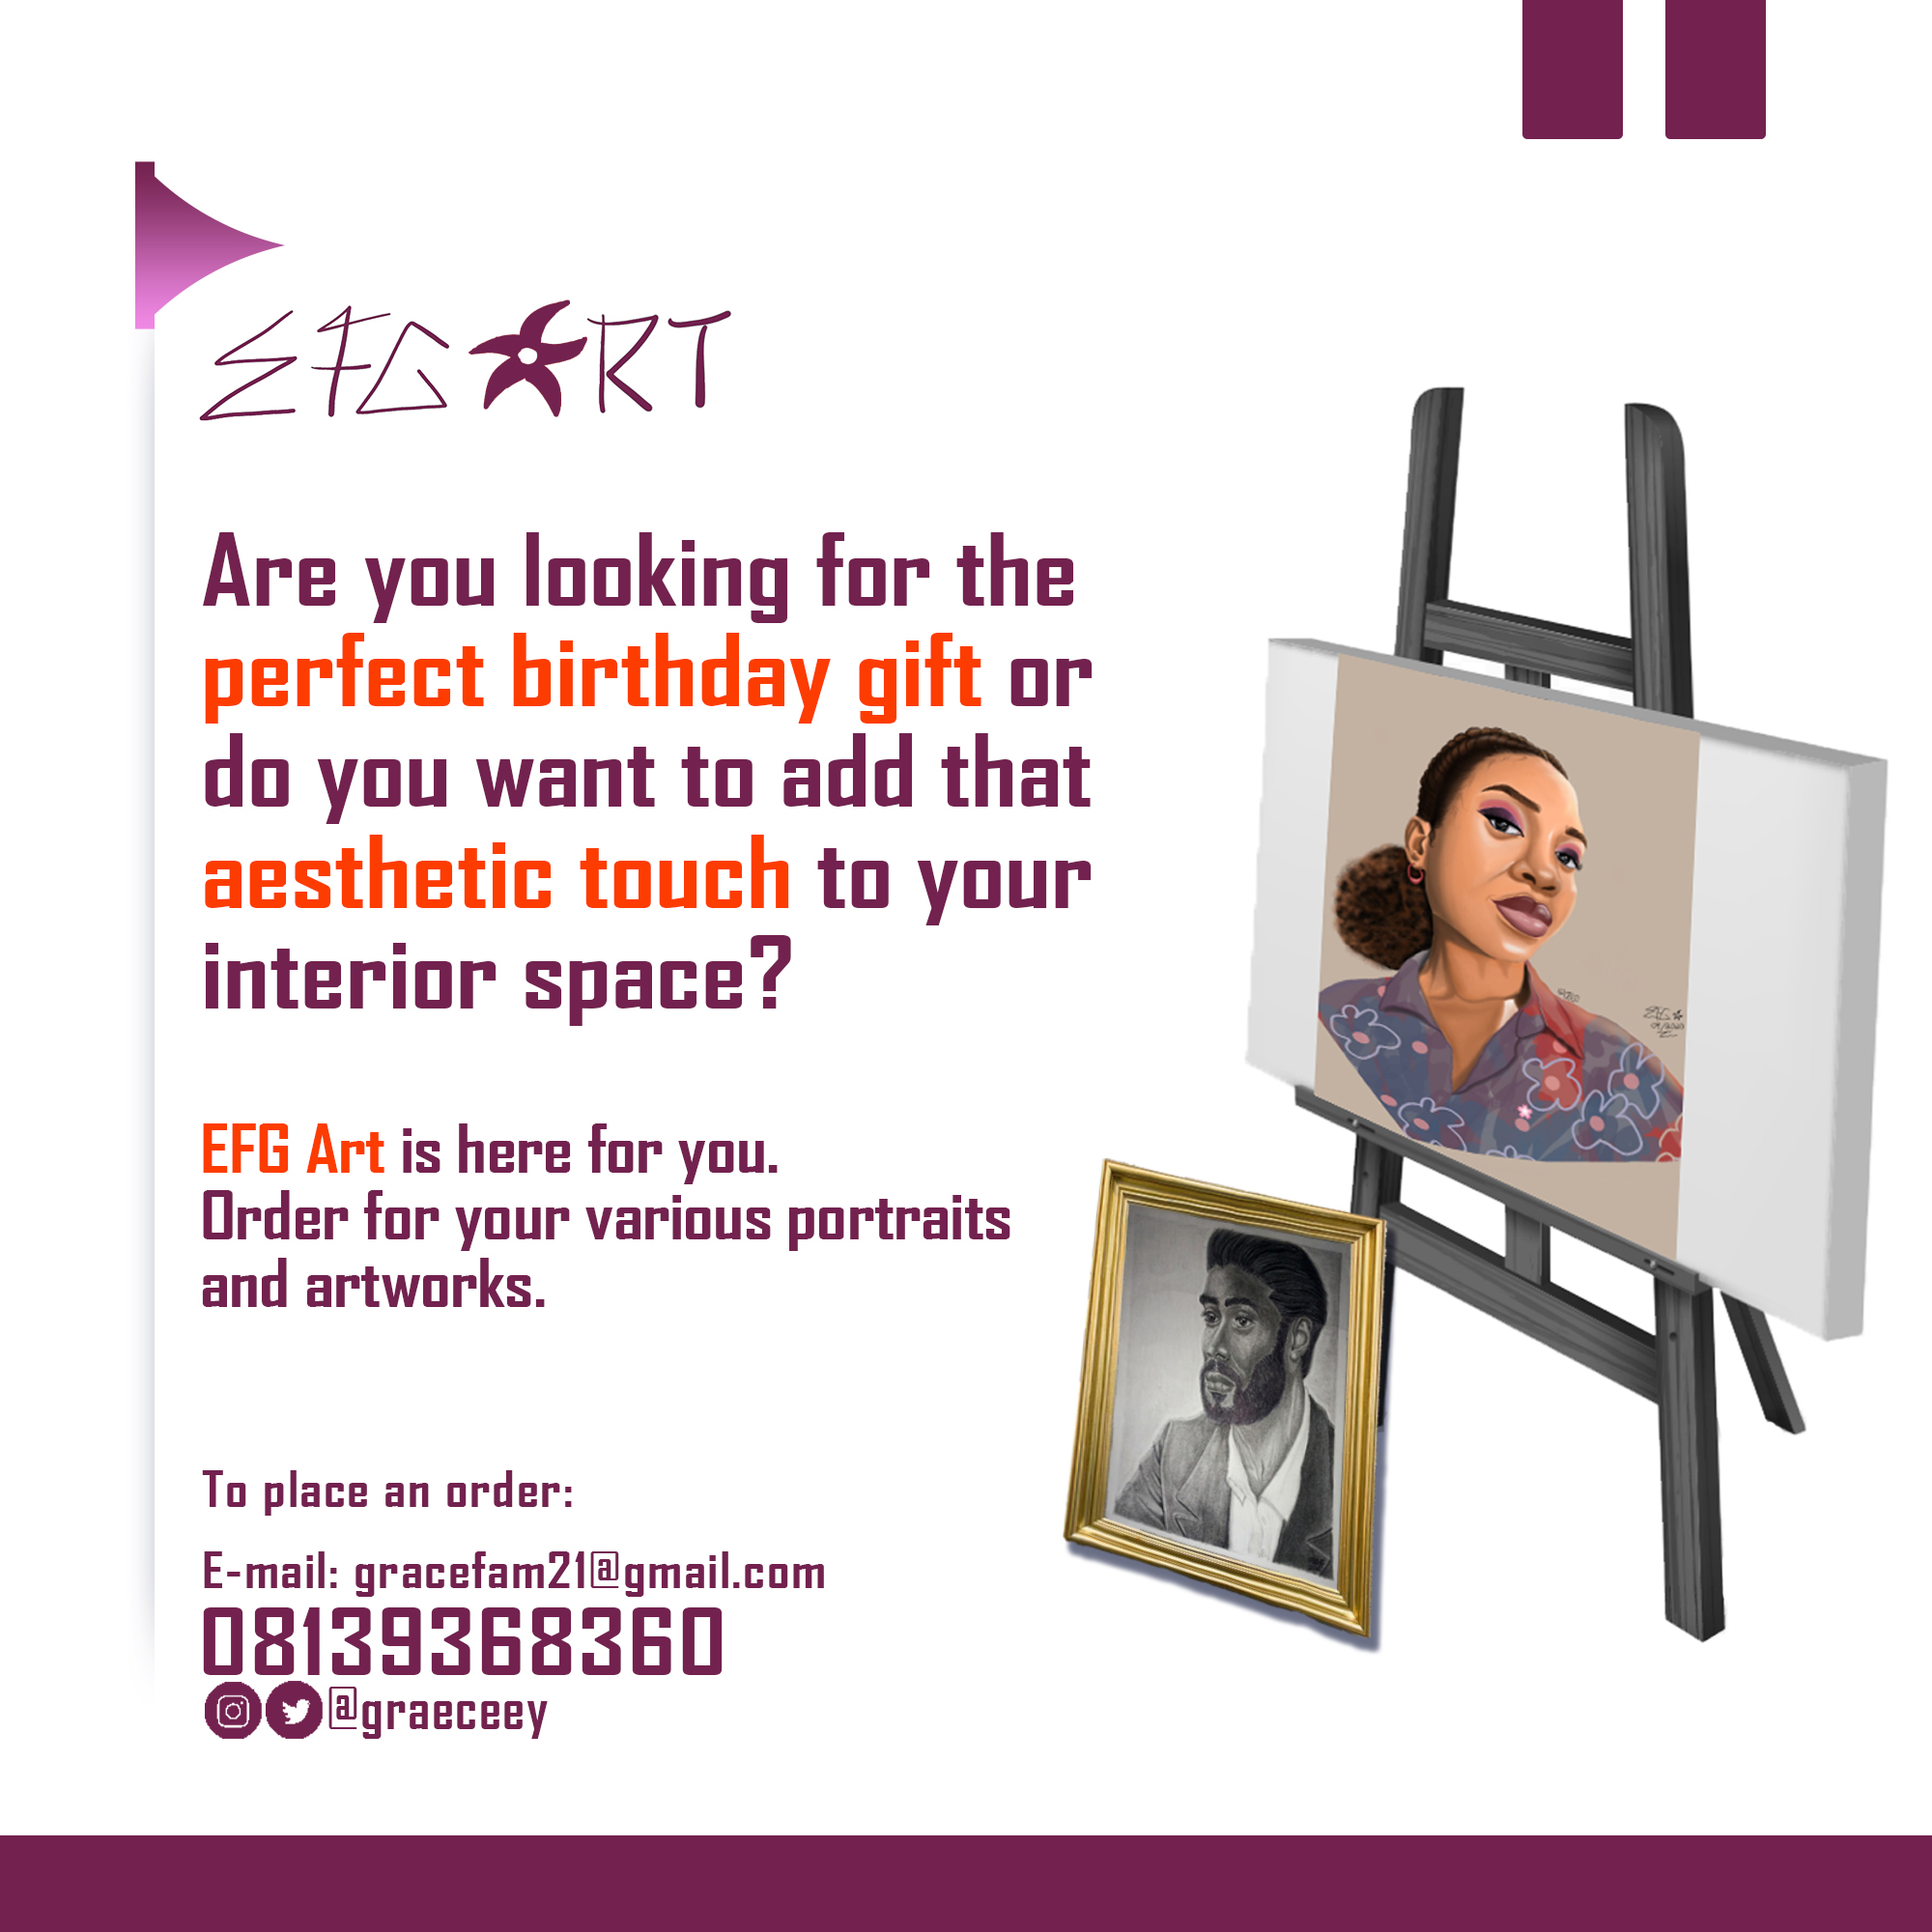 EFG ART
Are you looking for the
perfect birthday gift or
do you want to add that
aesthetic touch to your
interior space?
EFG Art is here for you.
Order for your various portraits
and artworks.
To place an order:
E-mail: gracefam21@gmail.com
08139368360
@graeceey
EFG